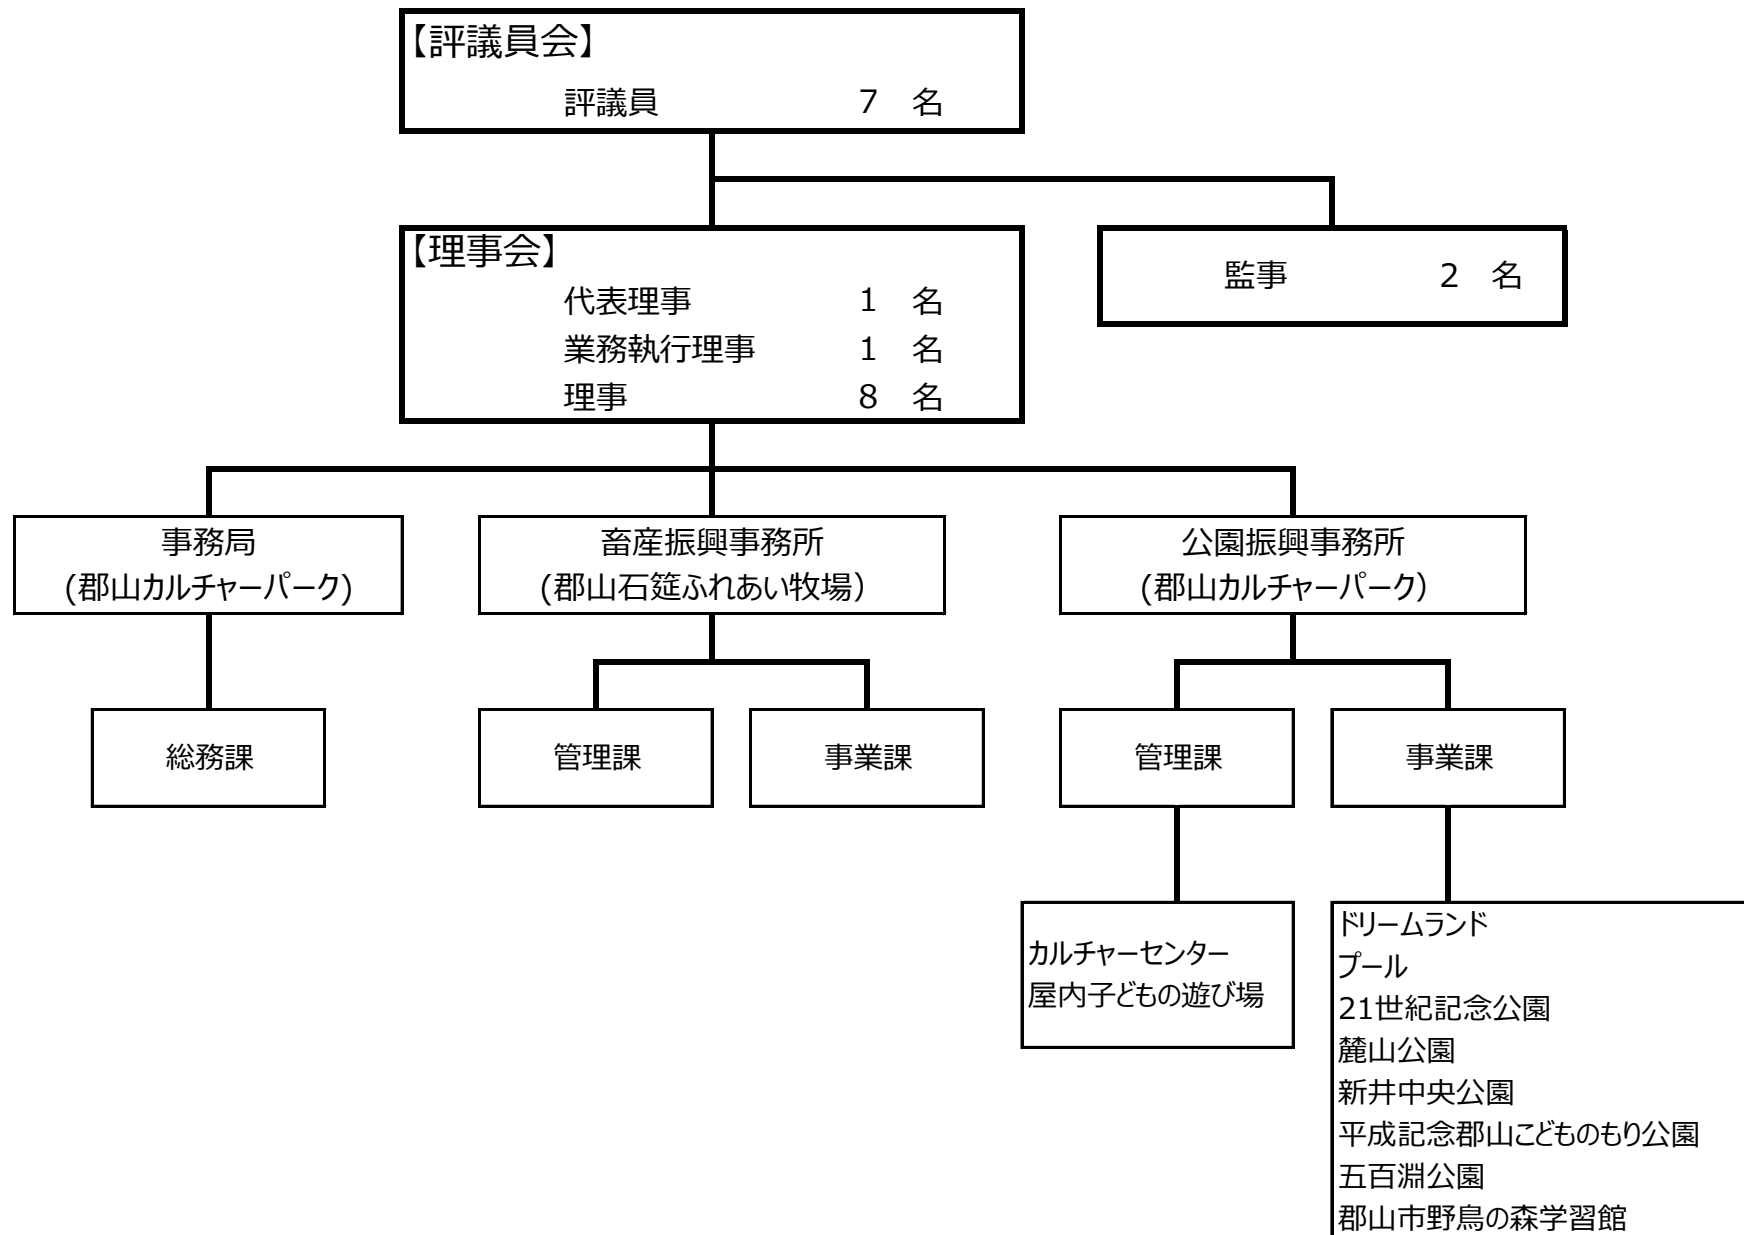 【評議員会】
評議員 7 名
【理事会】
代表理事 1 名
業務執行理事 1 名
理事 8 名
監事 2 名
事務局
(郡山カルチャーパーク)
畜産振興事務所
(郡山石筵ふれあい牧場）
公園振興事務所
(郡山カルチャーパーク）
総務課
管理課
事業課
管理課
事業課
カルチャーセンター
屋内子どもの遊び場
ドリームランド
プール
21世紀記念公園
麓山公園
新井中央公園
平成記念郡山こどものもり公園
五百淵公園
郡山市野鳥の森学習館